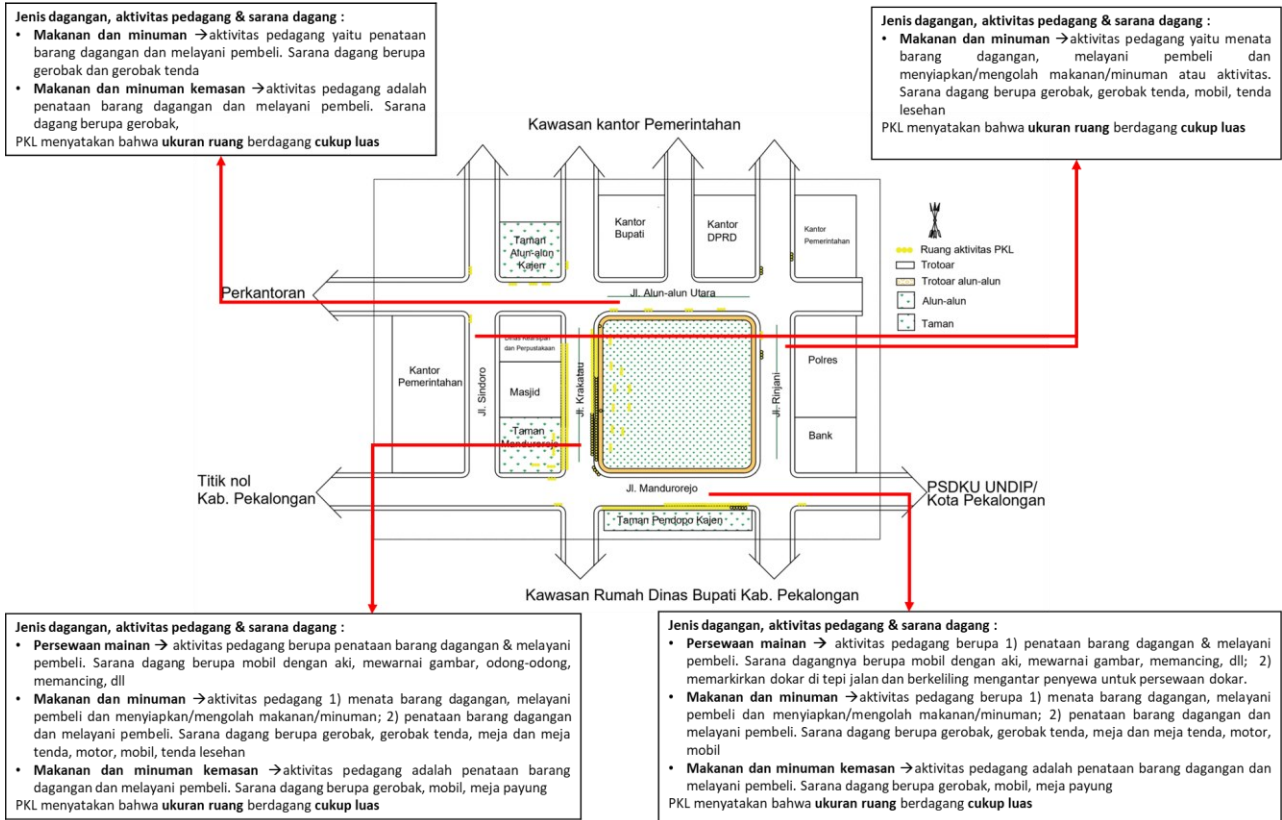 Jenis dagangan, aktivitas pedagang & sarana dagang :
• Makanan dan minuman →aktivitas pedagang yaitu penataan
barang dagangan dan melayani pembeli. Sarana dagang berupa
gerobak dan gerobak tenda
• Makanan dan minuman kemasan →aktivitas pedagang adalah
penataan barang dagangan dan melayani pembeli. Sarana
dagang berupa gerobak,
PKL menyatakan bahwa ukuran ruang berdagang cukup luas
Jenis dagangan, aktivitas pedagang & sarana dagang :
• Makanan dan minuman →aktivitas pedagang yaitu menata
barang dagangan, melayani pembeli dan
menyiapkan/mengolah makanan/minuman atau aktivitas.
Sarana dagang berupa gerobak, gerobak tenda, mobil, tenda
lesehan
PKL menyatakan bahwa ukuran ruang berdagang cukup luas
Kawasan kantor Pemerintahan
Taman
Alun-alun
Kajen
Kantor
Bupati
Kantor
DPRD
Kantor
Pemerintahan
Ruang aktivitas PKL
Trotoar
Trotoar alun-alun
Alun-alun
Taman
Perkantoran
Jl. Alun-alun Utara
Kantor
Pemerintahan
Jl. Sindoro
Dinas Kearsipan
dan Perpustakaan
Masjid
Taman
Mandurorejo
Jl. Krakatau
Jl. Rinjani
Polres
Bank
Titik nol
Kab. Pekalongan
Jl. Mandurorejo
PSDKU UNDIP/
Kota Pekalongan
Taman Pendopo Kajen
Kawasan Rumah Dinas Bupati Kab. Pekalongan
Jenis dagangan, aktivitas pedagang & sarana dagang :
• Persewaan mainan → aktivitas pedagang berupa penataan barang dagangan & melayani
pembeli. Sarana dagang berupa mobil dengan aki, mewarnai gambar, odong-odong,
memancing, dll
• Makanan dan minuman →aktivitas pedagang 1) menata barang dagangan, melayani
pembeli dan menyiapkan/mengolah makanan/minuman; 2) penataan barang dagangan
dan melayani pembeli. Sarana dagang berupa gerobak, gerobak tenda, meja dan meja
tenda, motor, mobil, tenda lesehan
• Makanan dan minuman kemasan →aktivitas pedagang adalah penataan barang
dagangan dan melayani pembeli. Sarana dagang berupa gerobak, mobil, meja payung
PKL menyatakan bahwa ukuran ruang berdagang cukup luas
Jenis dagangan, aktivitas pedagang & sarana dagang :
• Persewaan mainan → aktivitas pedagang berupa 1) penataan barang dagangan & melayani
pembeli. Sarana dagangnya berupa mobil dengan aki, mewarnai gambar, memancing, dll; 2)
memarkirkan dokar di tepi jalan dan berkeliling mengantar penyewa untuk persewaan dokar.
• Makanan dan minuman →aktivitas pedagang berupa 1) menata barang dagangan, melayani
pembeli dan menyiapkan/mengolah makanan/minuman; 2) penataan barang dagangan dan
melayani pembeli. Sarana dagang berupa gerobak, gerobak tenda, meja dan meja tenda, motor,
mobil
• Makanan dan minuman kemasan →aktivitas pedagang adalah penataan barang dagangan dan
melayani pembeli. Sarana dagang berupa gerobak, mobil, meja payung
PKL menyatakan bahwa ukuran ruang berdagang cukup luas